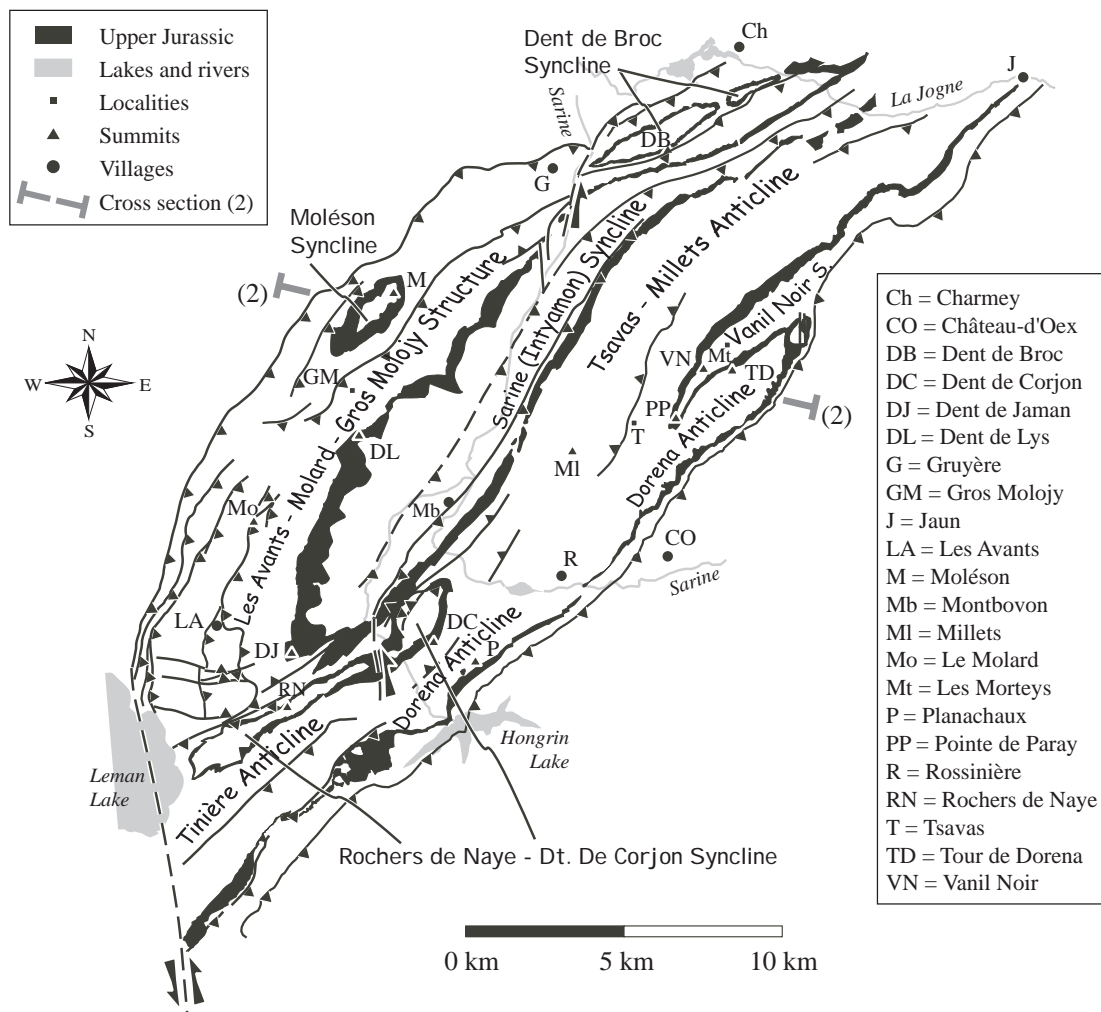 Upper Jurassic
Lakes and rivers
Localities
Summits
Villages
Cross section (2)
Dent de Broc
Syncline
Ch
J
La Jogne
Sarine
DB
G
Moléson
Syncline
(2)
M
N
W
E
S
GM
Les Avants - Molard - Gros Molojy Structure
Sarine (Intyamon) Syncline
Tsavas - Millets Anticline
Vanil Noir S.
VN
Mt
TD
PP
T
(2)
DL
Ml
Dorena Anticline
Mo
Mb
CO
R
Sarine
LA
DJ
DC
P
RN
Dorena Anticline
Tinière Anticline
Hongrin
Lake
Leman
Lake
Rochers de Naye - Dt. De Corjon Syncline
0 km
5 km
10 km
Ch = Charmey
CO = Château-d'Oex
DB = Dent de Broc
DC = Dent de Corjon
DJ = Dent de Jaman
DL = Dent de Lys
G = Gruyère
GM = Gros Molojy
J = Jaun
LA = Les Avants
M = Moléson
Mb = Montbovon
Ml = Millets
Mo = Le Molard
Mt = Les Morteys
P = Planachaux
PP = Pointe de Paray
R = Rossinière
RN = Rochers de Naye
T = Tsavas
TD = Tour de Dorena
VN = Vanil Noir